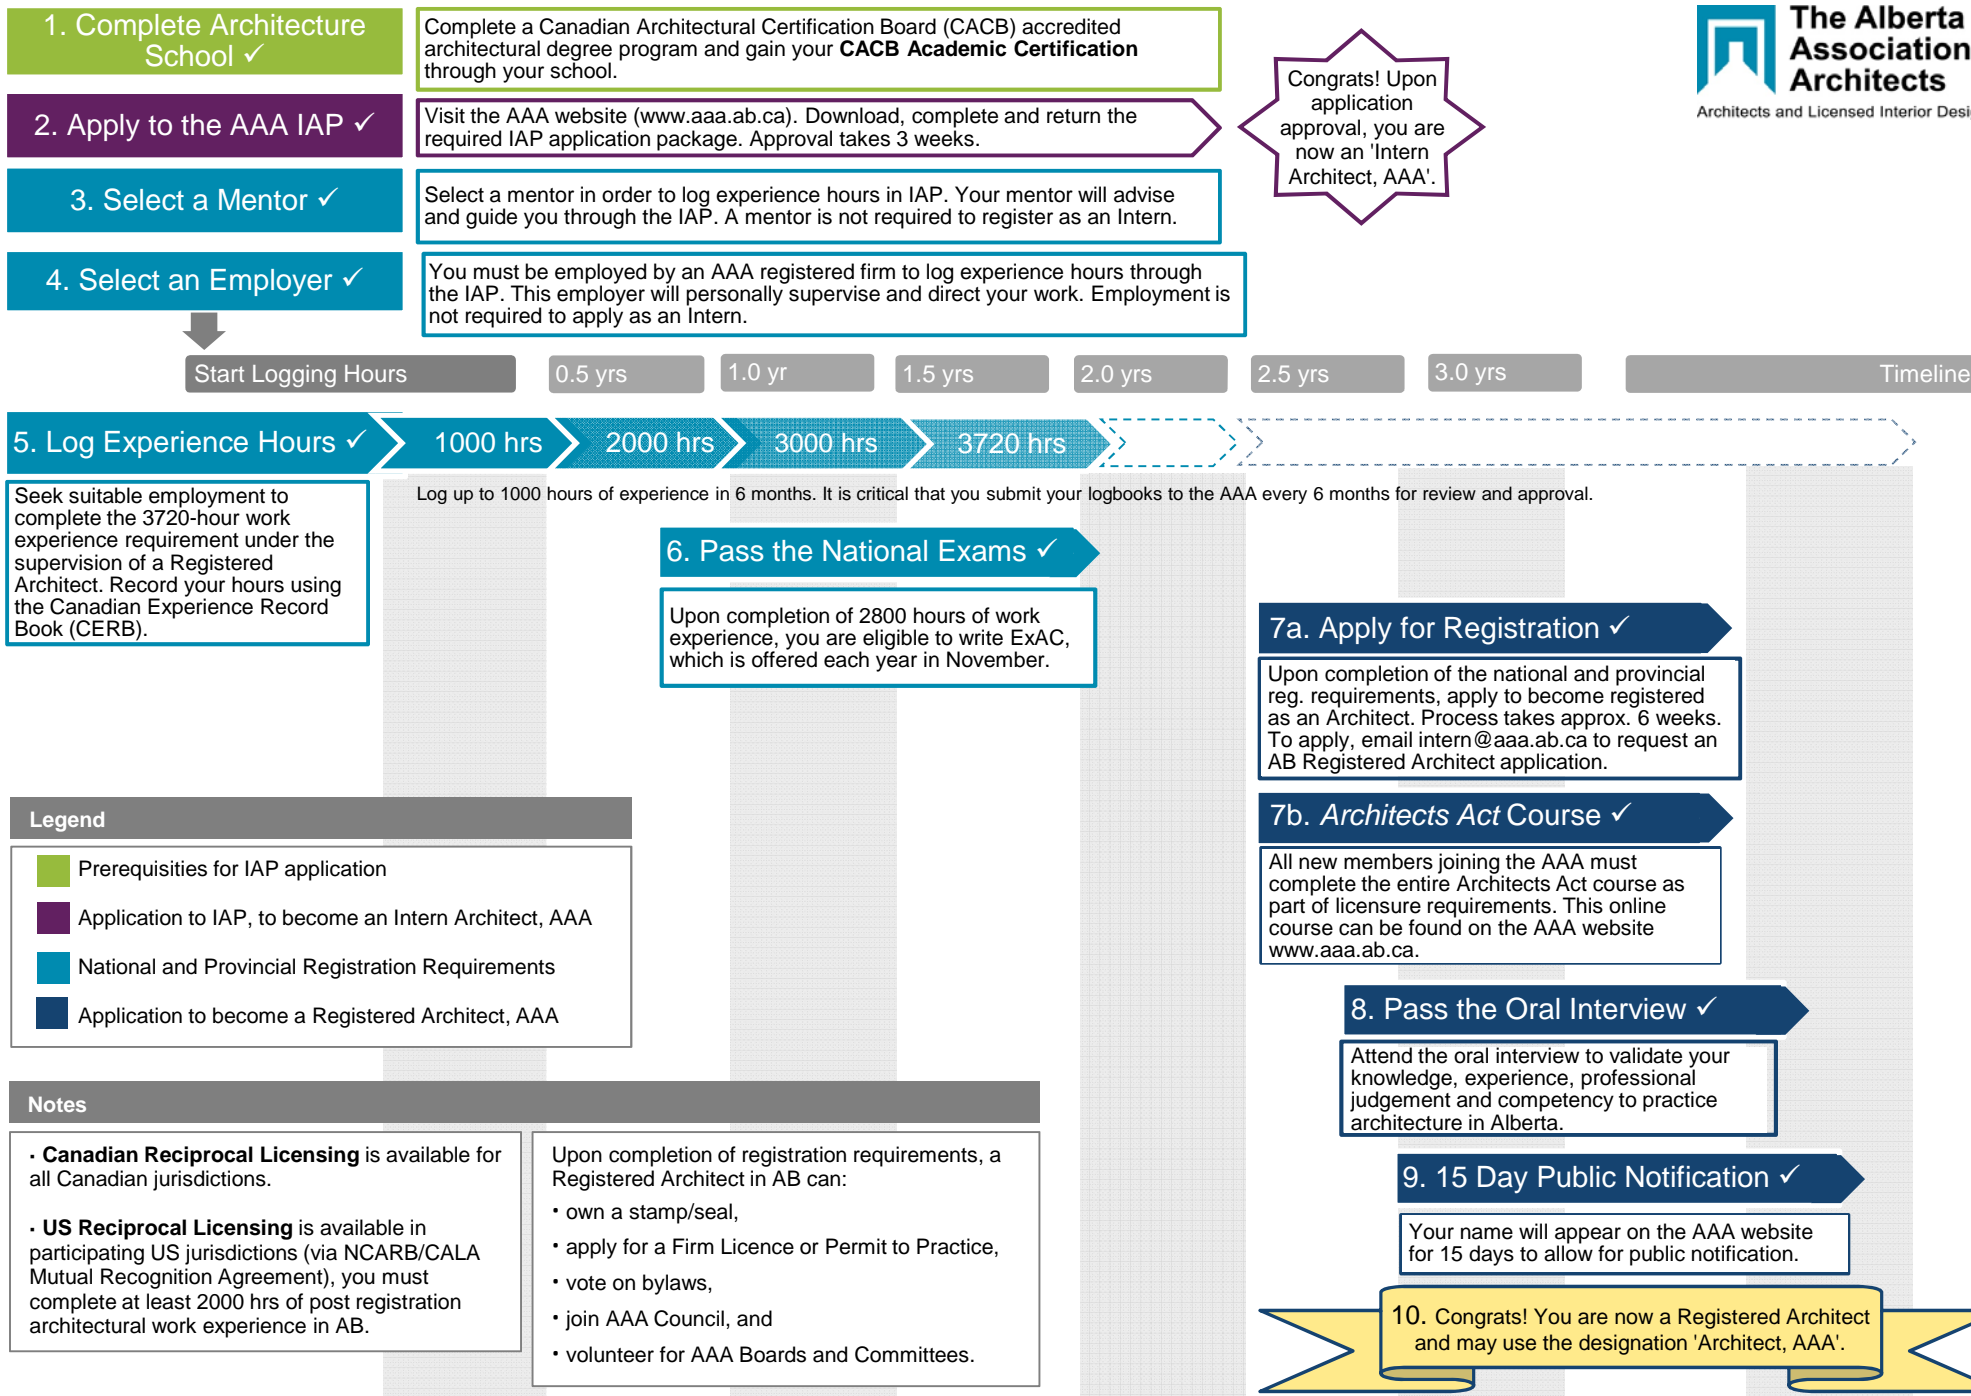 1. Complete Architecture
School ✓
Complete a Canadian Architectural Certification Board (CACB) accredited
architectural degree program and gain your CACB Academic Certification
through your school.
The Alberta
Association
Architects
Architects and Licensed Interior Desi
2. Apply to the AAA IAP ✓
Visit the AAA website (www.aaa.ab.ca). Download, complete and return the
required IAP application package. Approval takes 3 weeks.
Congrats! Upon
application
approval, you are
now an 'Intern
Architect, AAA'.
3. Select a Mentor ✓
Select a mentor in order to log experience hours in IAP. Your mentor will advise
and guide you through the IAP. A mentor is not required to register as an Intern.
4. Select an Employer ✓
You must be employed by an AAA registered firm to log experience hours through
the IAP. This employer will personally supervise and direct your work. Employment is
not required to apply as an Intern.
Start Logging Hours
0.5 yrs
1.0 yr
1.5 yrs
2.0 yrs
2.5 yrs
3.0 yrs
Timeline
5. Log Experience Hours ✓
1000 hrs
2000 hrs
3000 hrs
3720 hrs
Seek suitable employment to
complete the 3720-hour work
experience requirement under the
supervision of a Registered
Architect. Record your hours using
the Canadian Experience Record
Book (CERB).
Log up to 1000 hours of experience in 6 months. It is critical that you submit your logbooks to the AAA every 6 months for review and approval.
6. Pass the National Exams ✓
Upon completion of 2800 hours of work
experience, you are eligible to write ExAC,
which is offered each year in November.
7a. Apply for Registration ✓
Upon completion of the national and provincial
reg. requirements, apply to become registered
as an Architect. Process takes approx. 6 weeks.
To apply, email intern@aaa.ab.ca to request an
AB Registered Architect application.
7b. Architects Act Course ✓
All new members joining the AAA must
complete the entire Architects Act course as
part of licensure requirements. This online
course can be found on the AAA website
www.aaa.ab.ca.
8. Pass the Oral Interview ✓
Attend the oral interview to validate your
knowledge, experience, professional
judgement and competency to practice
architecture in Alberta.
9. 15 Day Public Notification ✓
Your name will appear on the AAA website
for 15 days to allow for public notification.
10. Congrats! You are now a Registered Architect
and may use the designation 'Architect, AAA'.
Legend
Prerequisities for IAP application
Application to IAP, to become an Intern Architect, AAA
National and Provincial Registration Requirements
Application to become a Registered Architect, AAA
Notes
· Canadian Reciprocal Licensing is available for
all Canadian jurisdictions.
· US Reciprocal Licensing is available in
participating US jurisdictions (via NCARB/CALA
Mutual Recognition Agreement), you must
complete at least 2000 hrs of post registration
architectural work experience in AB.
Upon completion of registration requirements, a
Registered Architect in AB can:
• own a stamp/seal,
• apply for a Firm Licence or Permit to Practice,
• vote on bylaws,
• join AAA Council, and
• volunteer for AAA Boards and Committees.